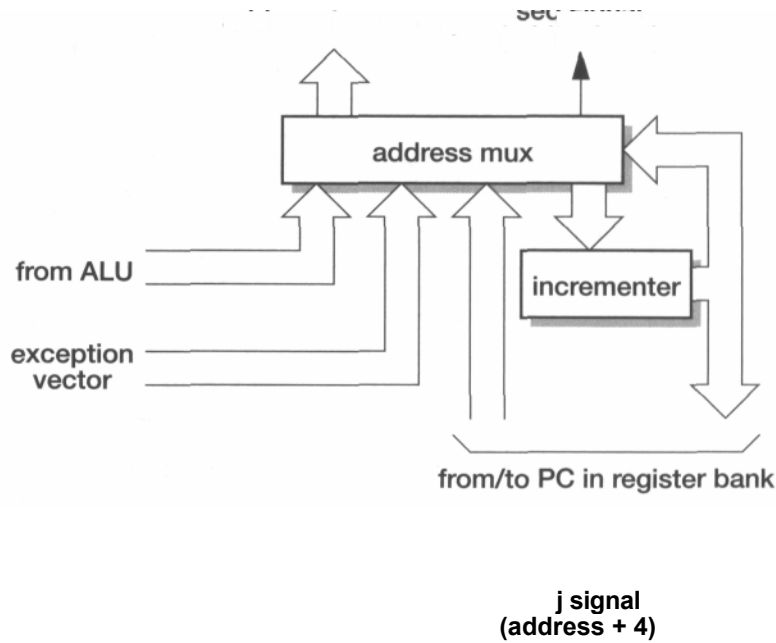 address mux
from ALU
incrementer
exception
vector
from/to PC in register bank
j signal
(address + 4)